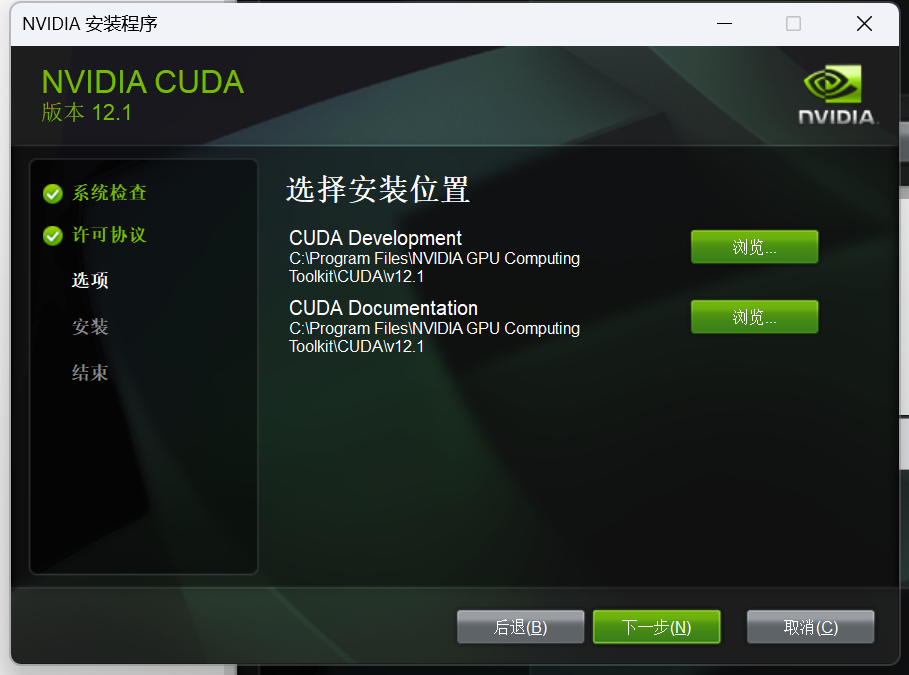 NVIDIA 安装程序
NVIDIA CUDA
版本 12.1
NVIDIA.
系统检查
许可协议
选项
安装
结束
选择安装位置
CUDA Development
C:\Program Files\NVIDIA GPU Computing
Toolkit\CUDA\v12.1
浏览...
CUDA Documentation
C:\Program Files\NVIDIA GPU Computing
Toolkit\CUDA\v12.1
浏览...
后退(B)
下一步(N)
取消(C)